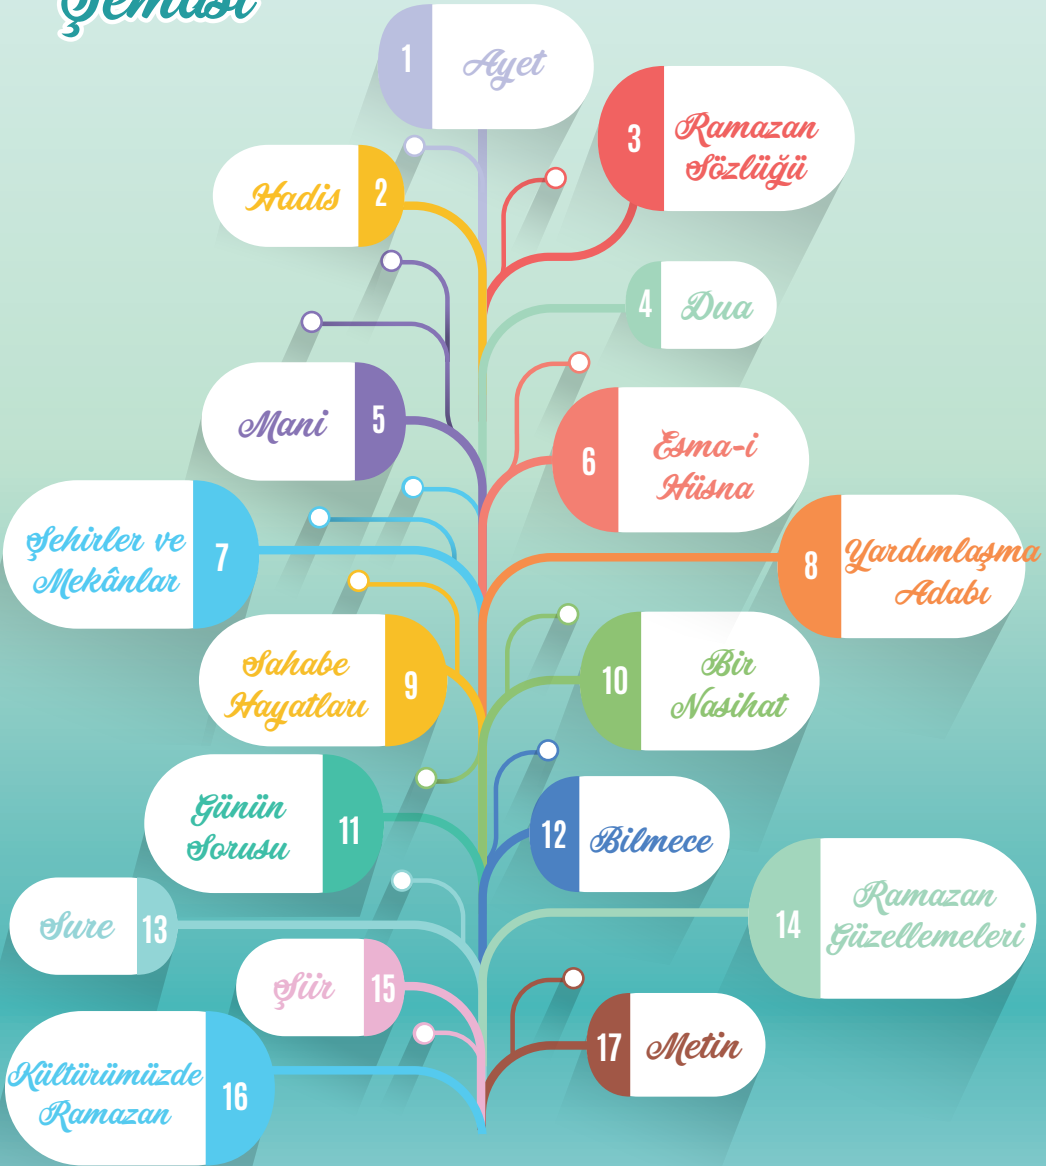 Şeması
1
Ayet
2
Hadis
3
Ramazan
Sözlüğü
4
Dua
5
Mani
6
Esma-i
Hüsna
7
Şehirler ve
Mekânlar
8
Yardımlaşma
Adabı
9
Sahabe
Hayatları
10
Bir
Nasihat
11
Günün
Sorusu
12
Bilmece
13
Sure
14
Ramazan
Güzellemeleri
15
Şiir
16
Kültürümüzde
Ramazan
17
Metin